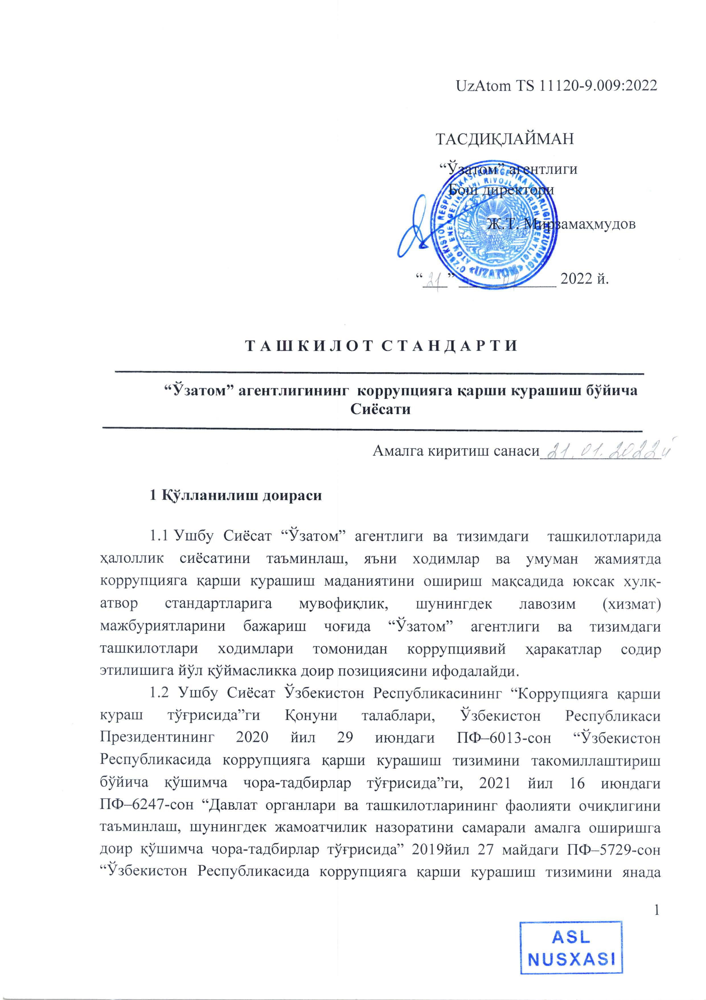 UzAtom TS 11120-9.009:2022
ТАСДИҚЛАЙМАН
“Ўзатом” агентлиги
Бош директори
Ж.Т. Мирзамаҳмудов
O‘ZBEKISTON RESPUBLIKASI ENERGETIKA VAZIRLIGI HUZURIDAGI
ATOM ENERGETIKASINI RIVOJLANTIRISH AGENTLIGI
«UZATOM»
“21” 01 2022 й.
Т А Ш К И Л О Т С Т А Н Д А Р Т И
“Ўзатом” агентлигининг коррупцияга қарши курашиш бўйича
Сиёсати
Амалга киритиш санаси 21.01.2022й
1 Қўлланилиш доираси
1.1 Ушбу Сиёсат “Ўзатом” агентлиги ва тизимдаги ташкилотларида
ҳалоллик сиёсатини таъминлаш, яъни ходимлар ва умуман жамиятда
коррупцияга қарши курашиш маданиятини ошириш мақсадида юксак хулқ-
атвор стандартларига мувофиқлик, шунингдек лавозим (хизмат)
мажбуриятларини бажариш чоғида “Ўзатом” агентлиги ва тизимдаги
ташкилотлари ходимлари томонидан коррупциявий ҳаракатлар содир
этилишига йўл қўймасликка доир позициясини ифодалайди.
1.2 Ушбу Сиёсат Ўзбекистон Республикасининг “Коррупцияга қарши
кураш тўғрисида”ги Қонуни талаблари, Ўзбекистон Республикаси
Президентининг 2020 йил 29 июндаги ПФ–6013-сон “Ўзбекистон
Республикасида коррупцияга қарши курашиш тизимини такомиллаштириш
бўйича қўшимча чора-тадбирлар тўғрисида”ги, 2021 йил 16 июндаги
ПФ–6247-сон “Давлат органлари ва ташкилотларининг фаолияти очиқлигини
таъминлаш, шунингдек жамоатчилик назоратини самарали амалга оширишга
доир қўшимча чора-тадбирлар тўғрисида” 2019йил 27 майдаги ПФ–5729-сон
“Ўзбекистон Республикасида коррупцияга қарши курашиш тизимини янада
1
ASL
NUSXASI